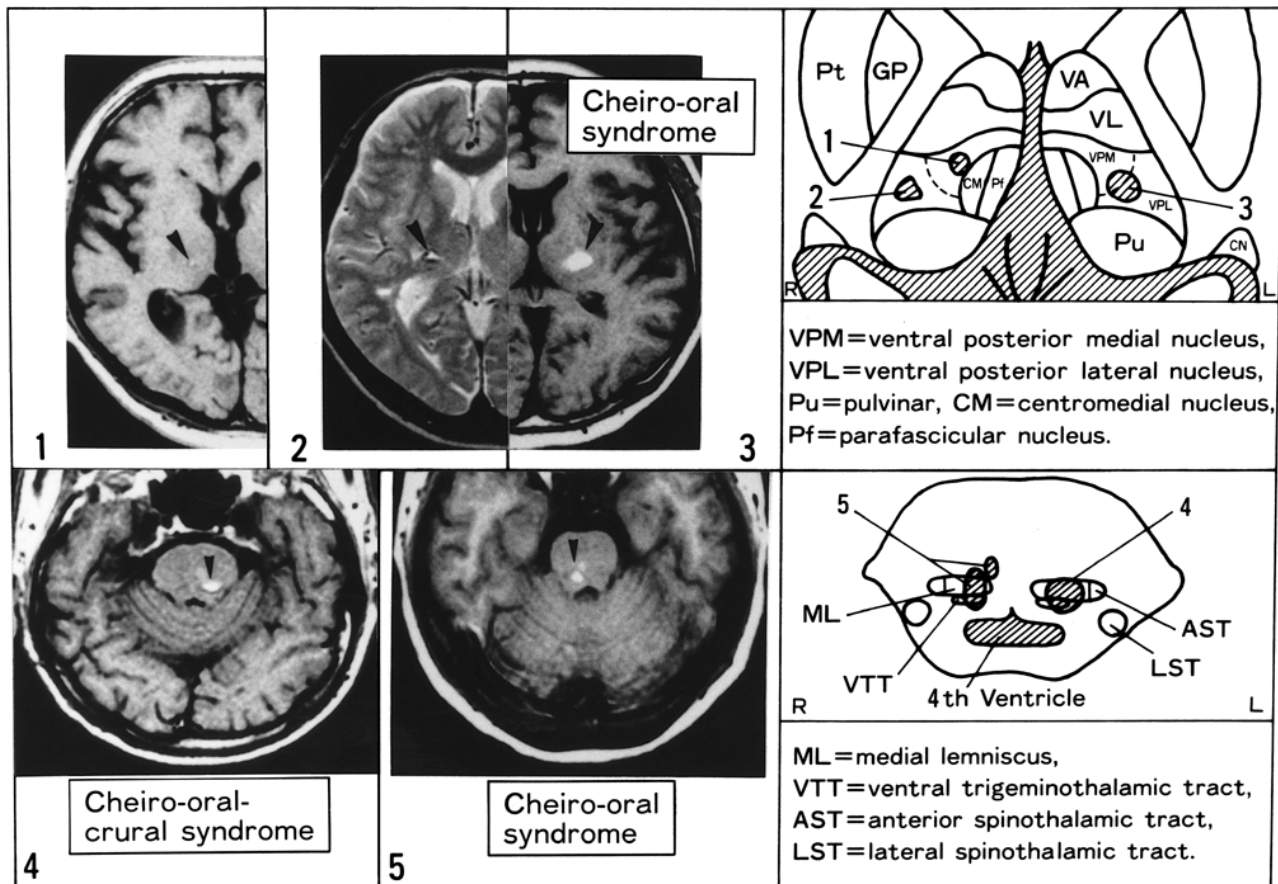 1
2
3
Cheiro-oral
syndrome
Pt
GP
VA
VL
1
2
CM
Pf
VPM
VPL
3
Pu
CN
R
L
VPM=ventral posterior medial nucleus,
VPL=ventral posterior lateral nucleus,
Pu=pulvinar, CM=centromedial nucleus,
Pf=parafascicular nucleus.
4
Cheiro-oral-
crural syndrome
5
Cheiro-oral
syndrome
5
4
ML
AST
VTT
LST
4th Ventricle
R
L
ML=medial lemniscus,
VTT=ventral trigeminothalamic tract,
AST=anterior spinothalamic tract,
LST=lateral spinothalamic tract.